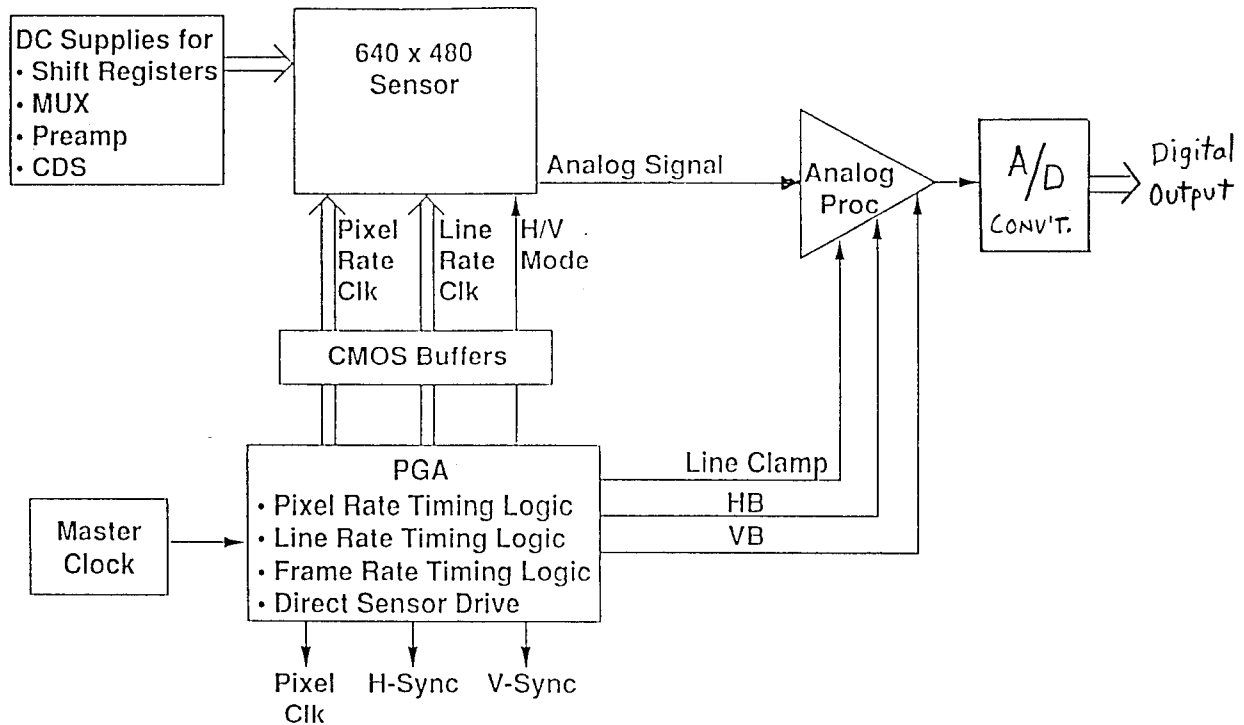 DC Supplies for
• Shift Registers
• MUX
• Preamp
• CDS
640 x 480
Sensor
Analog Signal
Analog
Proc
A/D
CONV'T.
Digital
Output
Pixel
Rate
Clk
Line
Rate
Clk
H/V
Mode
CMOS Buffers
PGA
• Pixel Rate Timing Logic
• Line Rate Timing Logic
• Frame Rate Timing Logic
• Direct Sensor Drive
Line Clamp
HB
VB
Master
Clock
Pixel
Clk
H-Sync
V-Sync